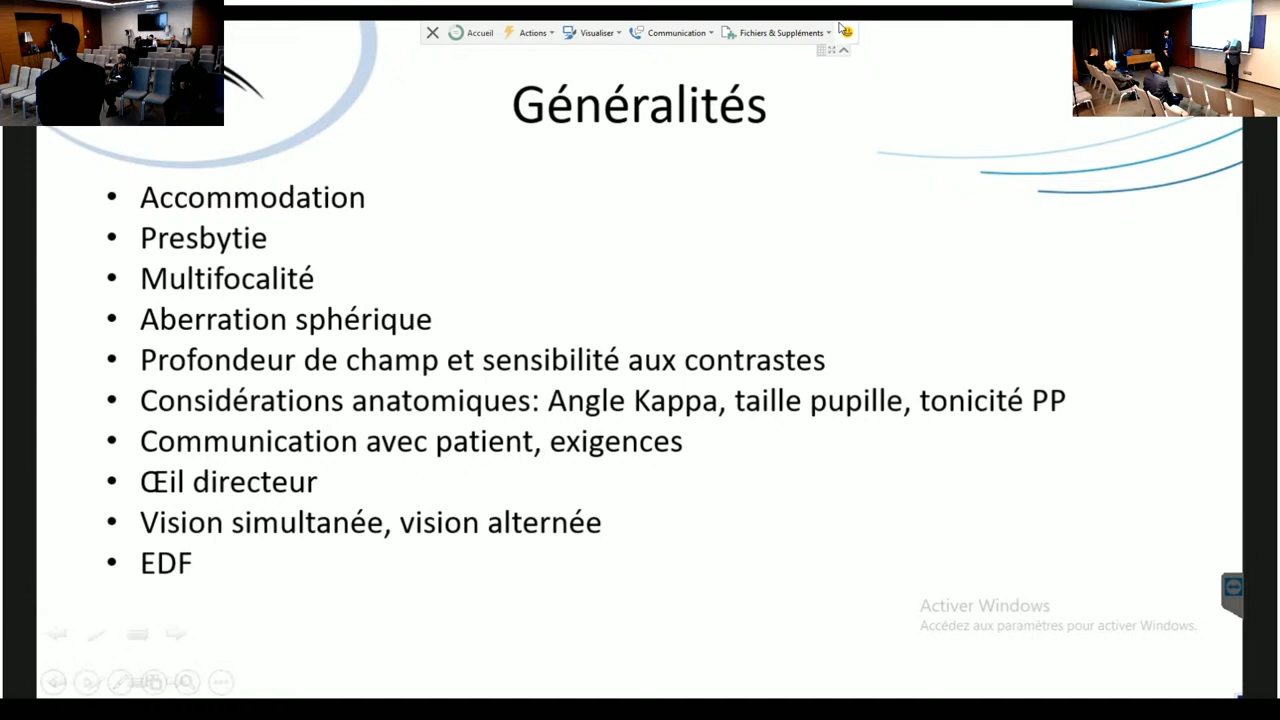 Accueil
Actions
Visualiser
Communication
Fichiers & Suppléments
Généralités
• Accommodation
• Presbytie
• Multifocalité
• Aberration sphérique
• Profondeur de champ et sensibilité aux contrastes
• Considérations anatomiques: Angle Kappa, taille pupille, tonicité PP
• Communication avec patient, exigences
• Œil directeur
• Vision simultanée, vision alternée
• EDF
Activer Windows
Accédez aux paramètres pour activer Windows.